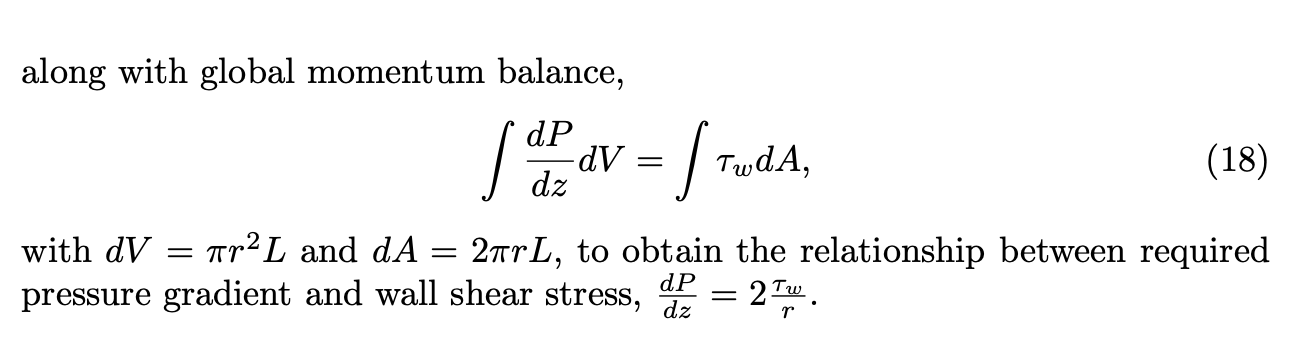 along with global momentum balance,
∫ dP/dz dV = ∫ τ_w dA, (18)
with dV = πr²L and dA = 2πrL, to obtain the relationship between required
pressure gradient and wall shear stress, dP/dz = 2 τ_w/r.